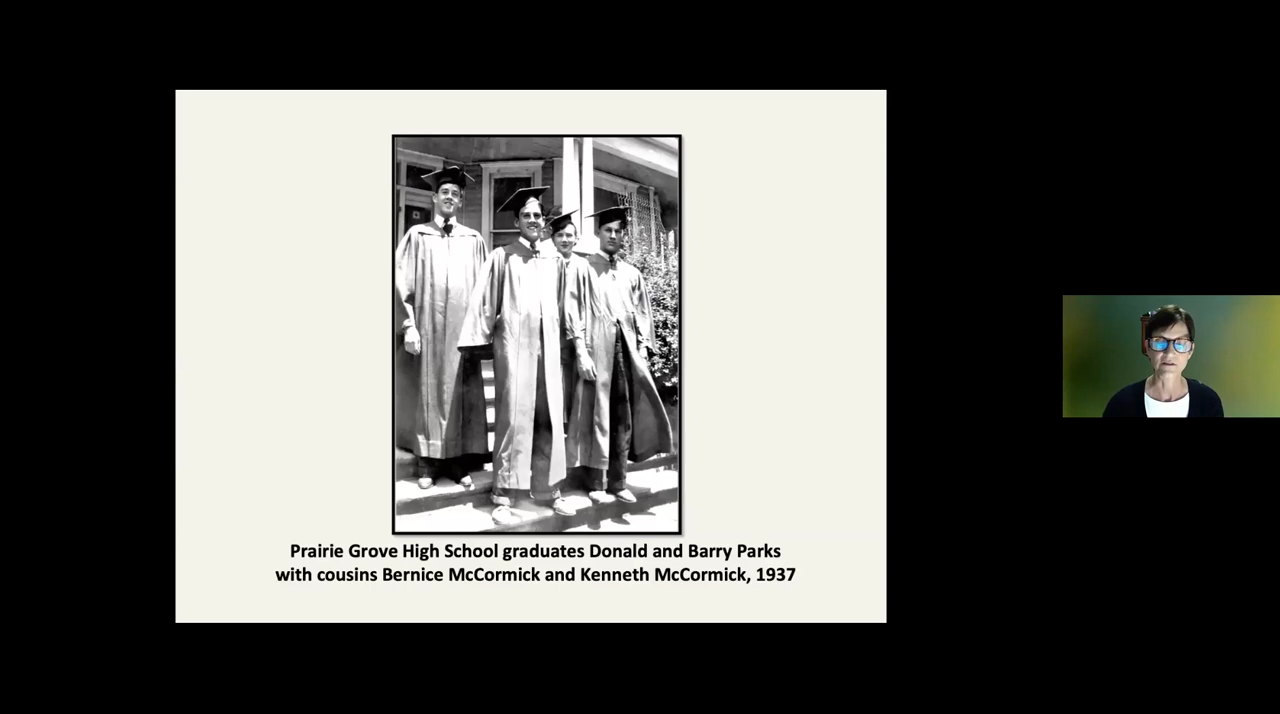 Prairie Grove High School graduates Donald and Barry Parks
with cousins Bernice McCormick and Kenneth McCormick, 1937